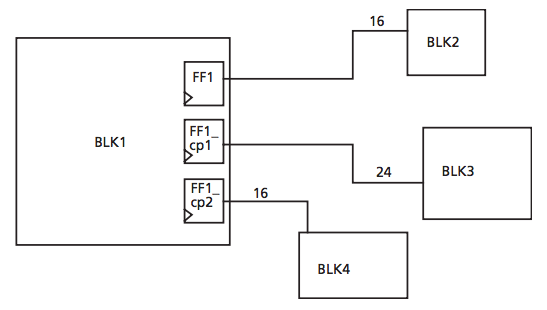 16
BLK2
FF1
BLK1
FF1_
cp1
24
BLK3
FF1_
cp2
16
BLK4